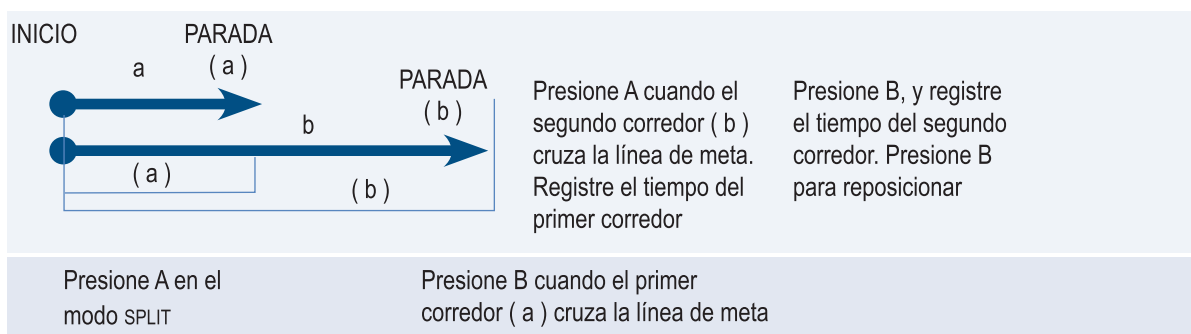 INICIO
PARADA
a
( a )
PARADA
b
( b )
( a )
( b )
Presione A cuando el
segundo corredor ( b )
cruza la línea de meta.
Registre el tiempo del
primer corredor
Presione B, y registre
el tiempo del segundo
corredor. Presione B
para reposicionar
Presione A en el
modo SPLIT
Presione B cuando el primer
corredor ( a ) cruza la línea de meta